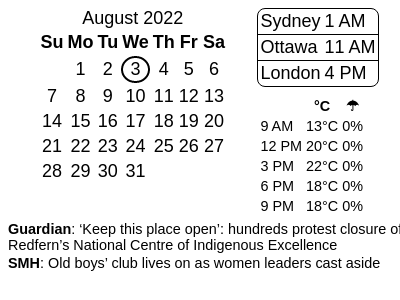 August 2022
Su Mo Tu We Th Fr Sa
1 2 3 4 5 6
7 8 9 10 11 12 13
14 15 16 17 18 19 20
21 22 23 24 25 26 27
28 29 30 31
Sydney 1 AM
Ottawa 11 AM
London 4 PM
°C ☂
9 AM 13°C 0%
12 PM 20°C 0%
3 PM 22°C 0%
6 PM 18°C 0%
9 PM 18°C 0%
Guardian: ‘Keep this place open’: hundreds protest closure of
Redfern’s National Centre of Indigenous Excellence
SMH: Old boys’ club lives on as women leaders cast aside